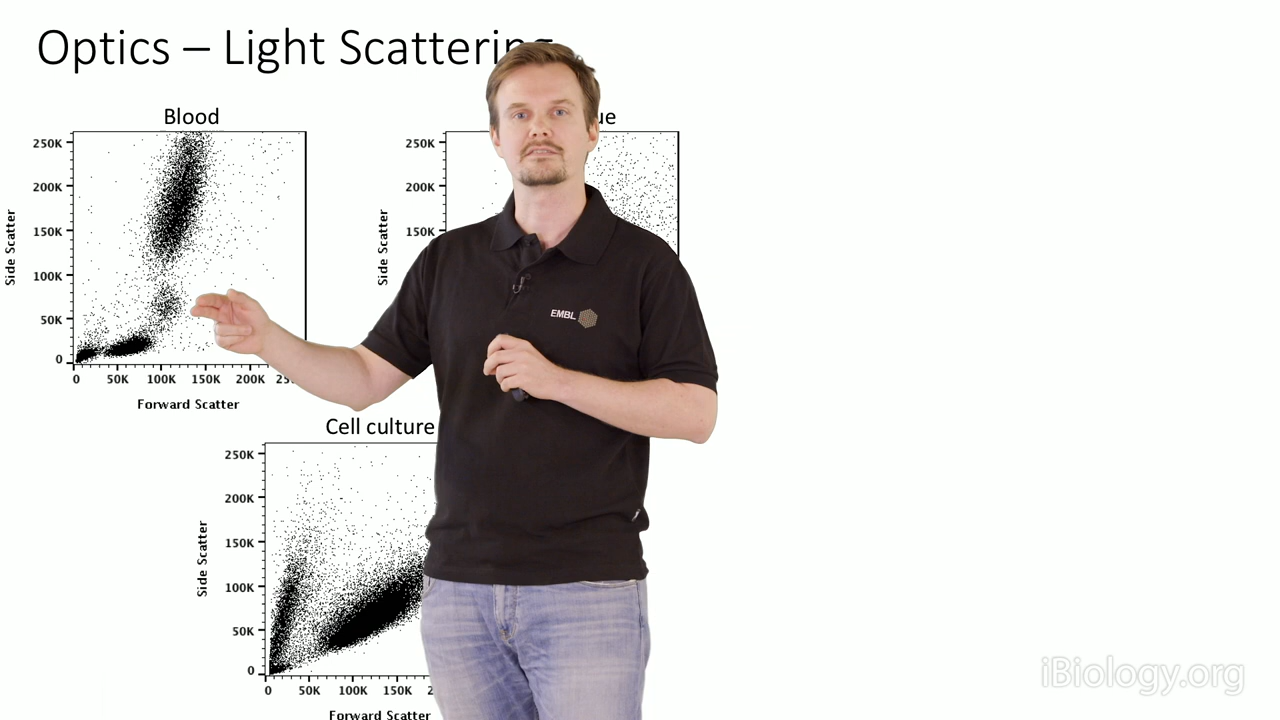 Optics – Light Scattering
Blood
250K
200K
150K
100K
50K
0
Side Scatter
0 50K 100K 150K 200K
Forward Scatter
250K
200K
150K
Side Scatter
EMBL
Cell culture
250K
200K
150K
100K
50K
0
Side Scatter
0 50K 100K 150K
Forward Scatter
iBiology.org